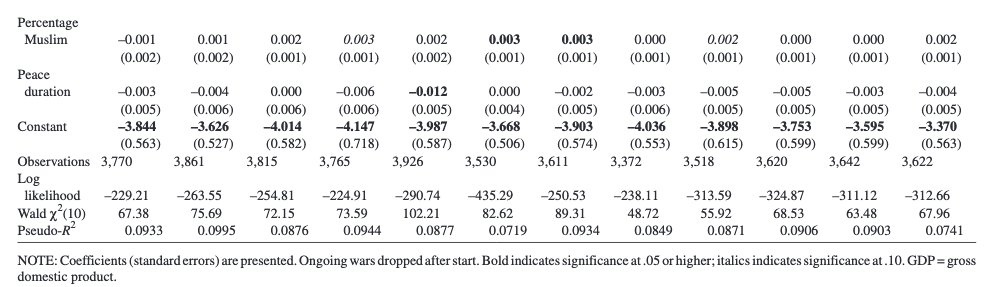 Percentage
Muslim –0.001 0.001 0.002 0.003 0.002 0.003 0.003 0.000 0.002 0.000 0.000 0.002
(0.002) (0.002) (0.001) (0.001) (0.002) (0.001) (0.001) (0.001) (0.001) (0.001) (0.001) (0.001)
Peace
duration –0.003 –0.004 0.000 –0.006 –0.012 0.000 –0.002 –0.003 –0.005 –0.005 –0.003 –0.004
(0.005) (0.006) (0.006) (0.006) (0.005) (0.004) (0.005) (0.006) (0.005) (0.005) (0.005) (0.005)
Constant –3.844 –3.626 –4.014 –4.147 –3.987 –3.668 –3.903 –4.036 –3.898 –3.753 –3.595 –3.370
(0.563) (0.527) (0.582) (0.718) (0.587) (0.506) (0.574) (0.553) (0.615) (0.599) (0.599) (0.563)
Observations 3,770 3,861 3,815 3,765 3,926 3,530 3,611 3,372 3,518 3,620 3,642 3,622
Log
likelihood –229.21 –263.55 –254.81 –224.91 –290.74 –435.29 –250.53 –238.11 –313.59 –324.87 –311.12 –312.66
Wald χ²(10) 67.38 75.69 72.15 73.59 102.21 82.62 89.31 48.72 55.92 68.53 63.48 67.96
Pseudo-R² 0.0933 0.0995 0.0876 0.0944 0.0877 0.0719 0.0934 0.0849 0.0871 0.0906 0.0903 0.0741
NOTE: Coefficients (standard errors) are presented. Ongoing wars dropped after start. Bold indicates significance at .05 or higher; italics indicates significance at .10. GDP = gross
domestic product.